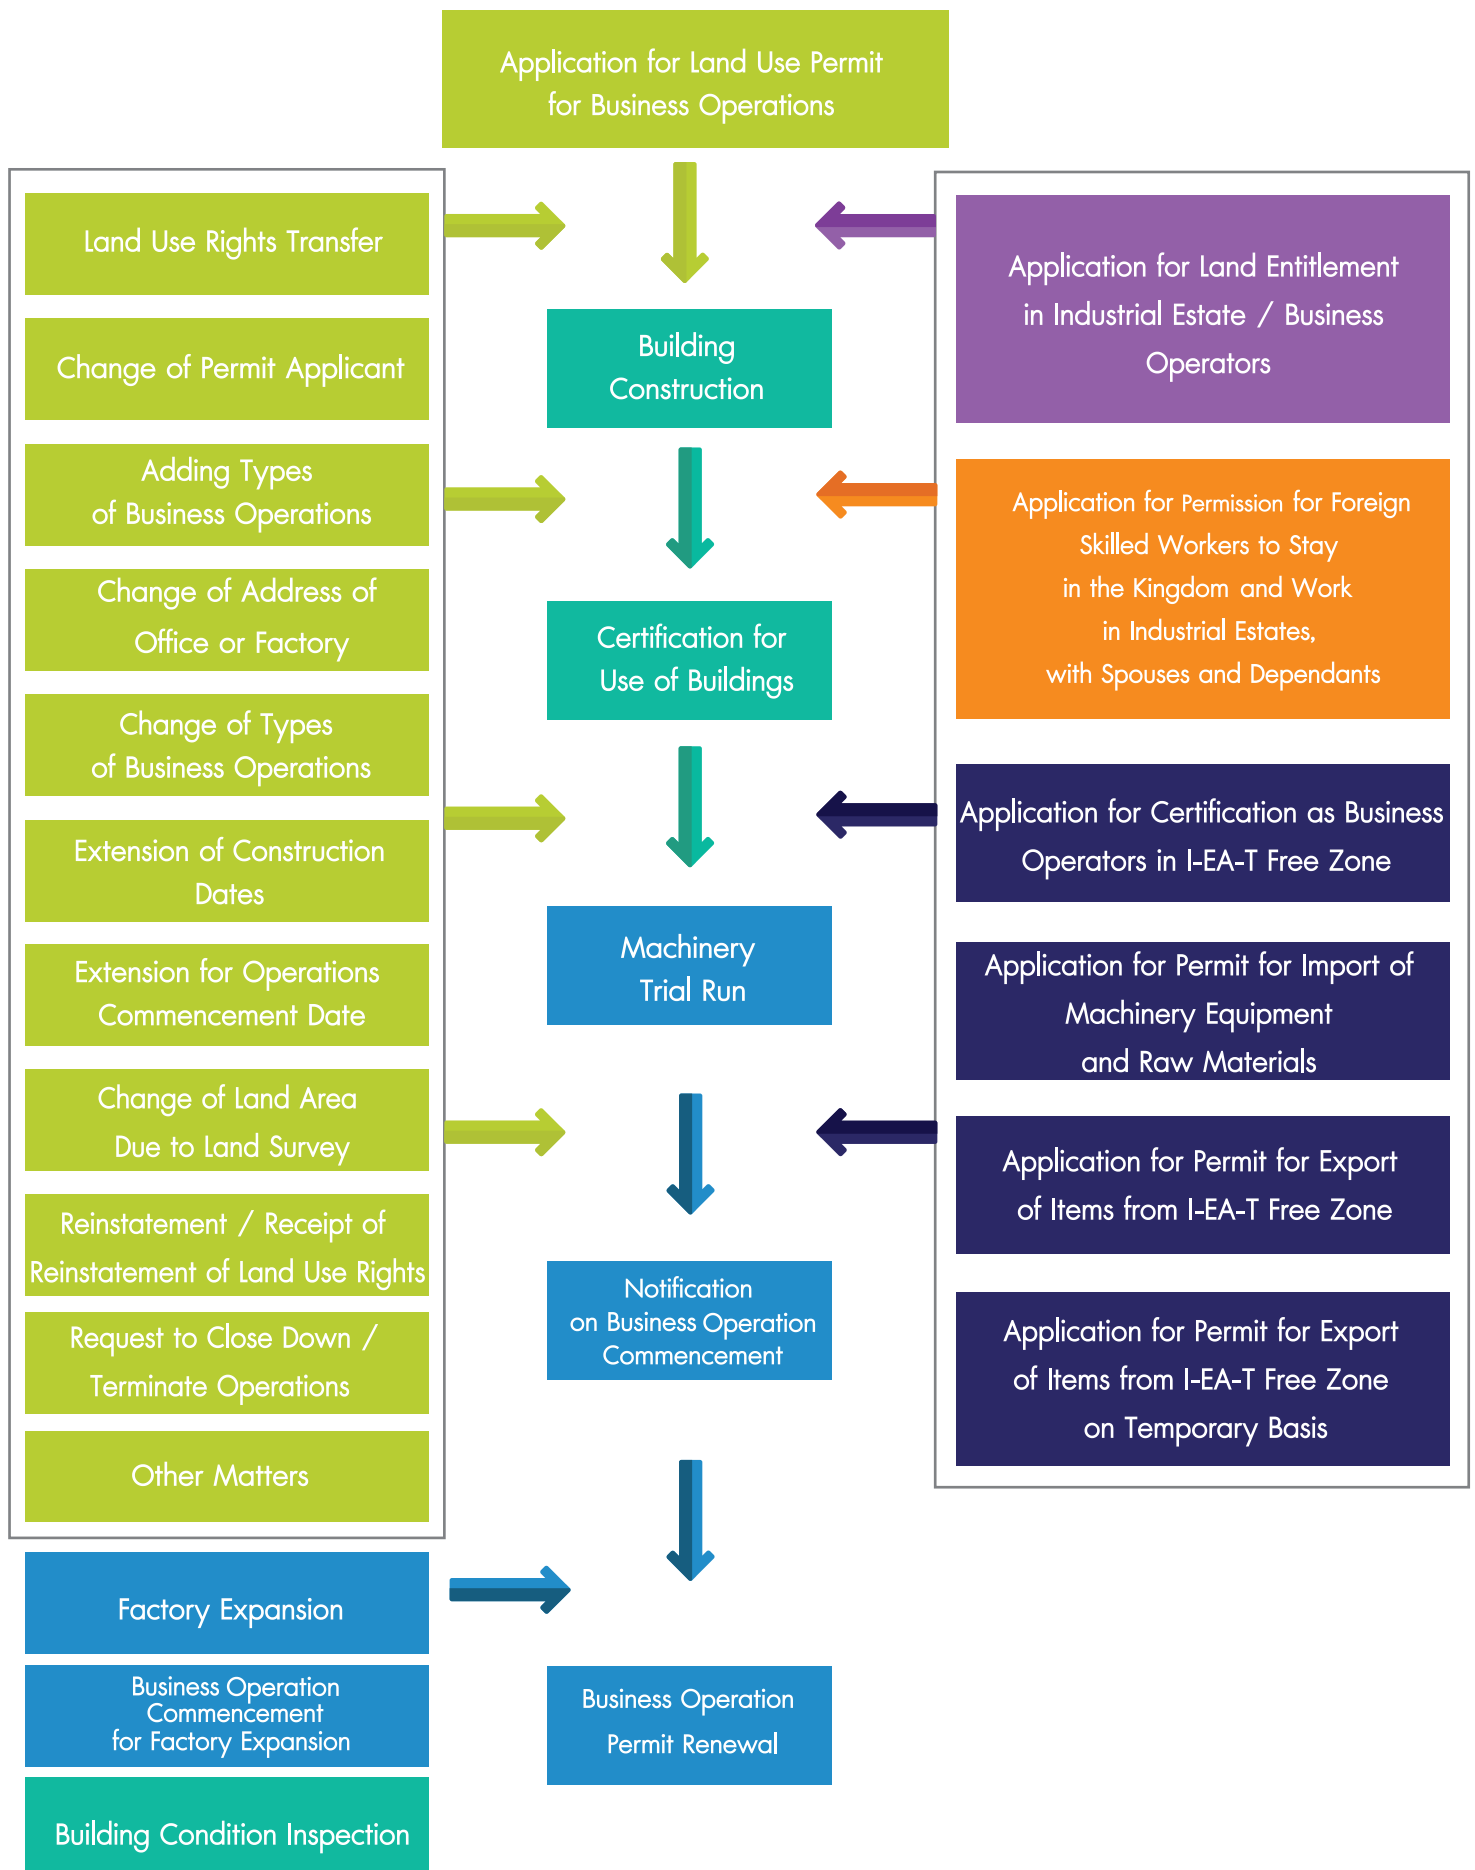 Application for Land Use Permit
for Business Operations
Land Use Rights Transfer
Change of Permit Applicant
Adding Types
of Business Operations
Change of Address of
Office or Factory
Change of Types
of Business Operations
Extension of Construction
Dates
Extension for Operations
Commencement Date
Change of Land Area
Due to Land Survey
Reinstatement / Receipt of
Reinstatement of Land Use Rights
Request to Close Down /
Terminate Operations
Other Matters
Factory Expansion
Business Operation
Commencement
for Factory Expansion
Building Condition Inspection
Building
Construction
Certification for
Use of Buildings
Machinery
Trial Run
Notification
on Business Operation
Commencement
Business Operation
Permit Renewal
Application for Land Entitlement
in Industrial Estate / Business
Operators
Application for Permission for Foreign
Skilled Workers to Stay
in the Kingdom and Work
in Industrial Estates,
with Spouses and Dependants
Application for Certification as Business
Operators in I-EA-T Free Zone
Application for Permit for Import of
Machinery Equipment
and Raw Materials
Application for Permit for Export
of Items from I-EA-T Free Zone
Application for Permit for Export
of Items from I-EA-T Free Zone
on Temporary Basis